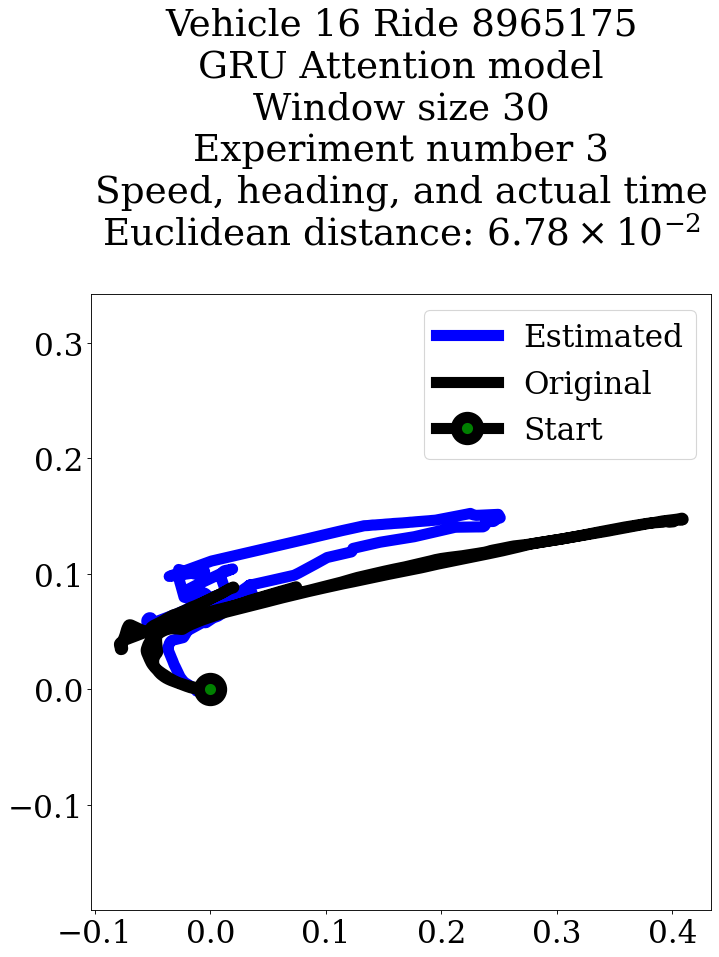 Vehicle 16 Ride 8965175
GRU Attention model
Window size 30
Experiment number 3
Speed, heading, and actual time
Euclidean distance: 6.78 × 10⁻²
Estimated
Original
Start
0.3
0.2
0.1
0.0
−0.1
−0.1 0.0 0.1 0.2 0.3 0.4